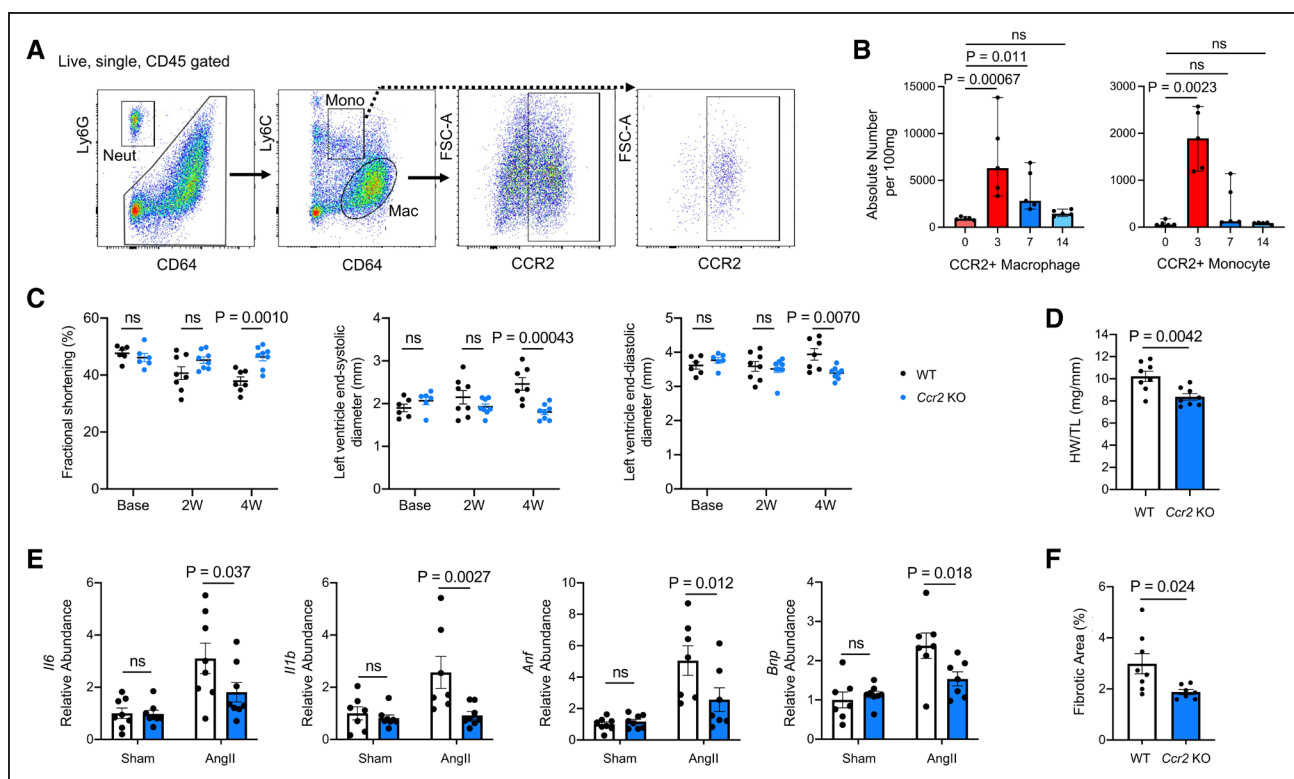 A
Live, single, CD45 gated
Ly6G
Neut
CD64
Ly6C
Mono
Mac
CD64
FSC-A
CCR2
FSC-A
CCR2
B
Absolute Number
per 100mg
ns
P = 0.011
P = 0.00067
15000
10000
5000
0
0 3 7 14
CCR2+ Macrophage
ns
ns
P = 0.0023
3000
2000
1000
0
0 3 7 14
CCR2+ Monocyte
C
Fractional shortening (%)
60
40
20
0
ns ns P = 0.0010
Base 2W 4W
Left ventricle end-systolic
diameter (mm)
4
3
2
1
0
ns ns P = 0.00043
Base 2W 4W
Left ventricle end-diastolic
diameter (mm)
5
4
3
2
1
0
ns ns P = 0.0070
Base 2W 4W
WT
Ccr2 KO
D
HW/TL (mg/mm)
14
12
10
8
6
4
2
0
P = 0.0042
WT Ccr2 KO
E
Il6
Relative Abundance
6
4
2
0
ns
P = 0.037
Sham AngII
Il1b
Relative Abundance
6
4
2
0
ns
P = 0.0027
Sham AngII
Anf
Relative Abundance
10
8
6
4
2
0
ns
P = 0.012
Sham AngII
Bnp
Relative Abundance
4
3
2
1
0
ns
P = 0.018
Sham AngII
F
Fibrotic Area (%)
6
4
2
0
P = 0.024
WT Ccr2 KO